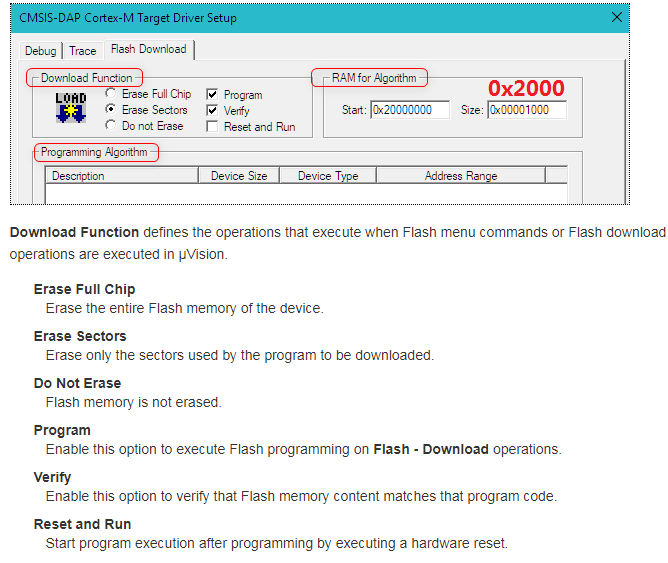 CMSIS-DAP Cortex-M Target Driver Setup
Debug Trace Flash Download
Download Function
RAM for Algorithm
LOAD
Erase Full Chip
Erase Sectors
Do not Erase
Program
Verify
Reset and Run
0x2000
Start: 0x20000000 Size: 0x00001000
Programming Algorithm
Description Device Size Device Type Address Range
Download Function defines the operations that execute when Flash menu commands or Flash download
operations are executed in µVision.
Erase Full Chip
Erase the entire Flash memory of the device.
Erase Sectors
Erase only the sectors used by the program to be downloaded.
Do Not Erase
Flash memory is not erased.
Program
Enable this option to execute Flash programming on Flash - Download operations.
Verify
Enable this option to verify that Flash memory content matches that program code.
Reset and Run
Start program execution after programming by executing a hardware reset.